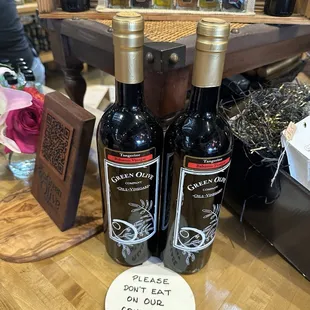 Tangerine
GREEN OLIVE
COMPANY
OILS • VINEGARS
Tangerine
GREEN OLIVE
COMPANY
OILS • VINEGARS
PLEASE
DON'T EAT
ON OUR